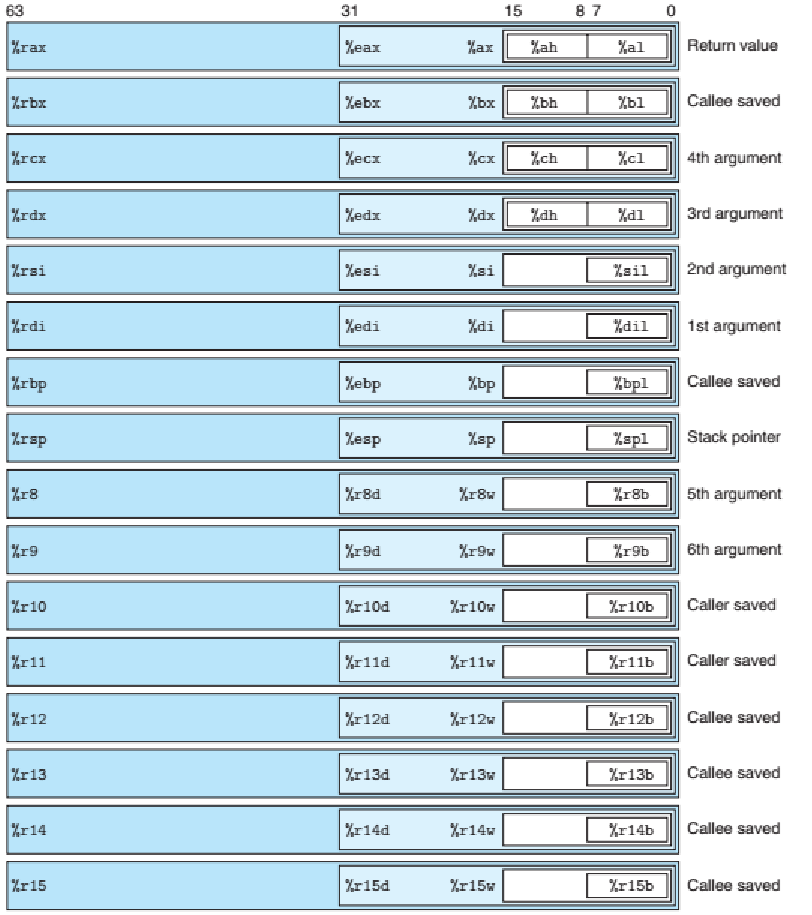 63 31 15 8 7 0
%rax %eax %ax %ah %al Return value
%rbx %ebx %bx %bh %bl Callee saved
%rcx %ecx %cx %ch %cl 4th argument
%rdx %edx %dx %dh %dl 3rd argument
%rsi %esi %si %sil 2nd argument
%rdi %edi %di %dil 1st argument
%rbp %ebp %bp %bpl Callee saved
%rsp %esp %sp %spl Stack pointer
%r8 %r8d %r8w %r8b 5th argument
%r9 %r9d %r9w %r9b 6th argument
%r10 %r10d %r10w %r10b Caller saved
%r11 %r11d %r11w %r11b Caller saved
%r12 %r12d %r12w %r12b Callee saved
%r13 %r13d %r13w %r13b Callee saved
%r14 %r14d %r14w %r14b Callee saved
%r15 %r15d %r15w %r15b Callee saved